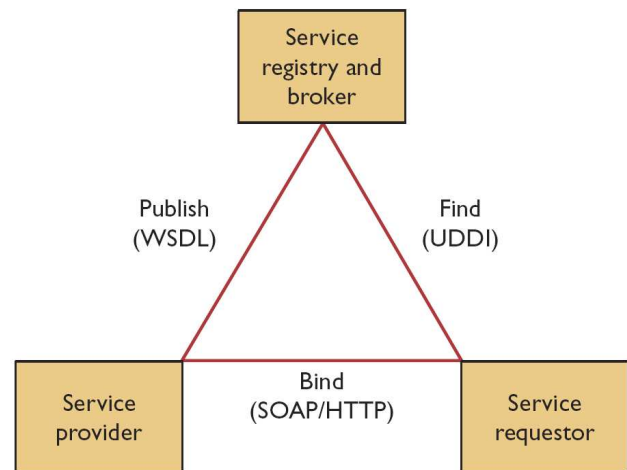 Service
registry and
broker
Publish
(WSDL)
Find
(UDDI)
Bind
(SOAP/HTTP)
Service
provider
Service
requestor